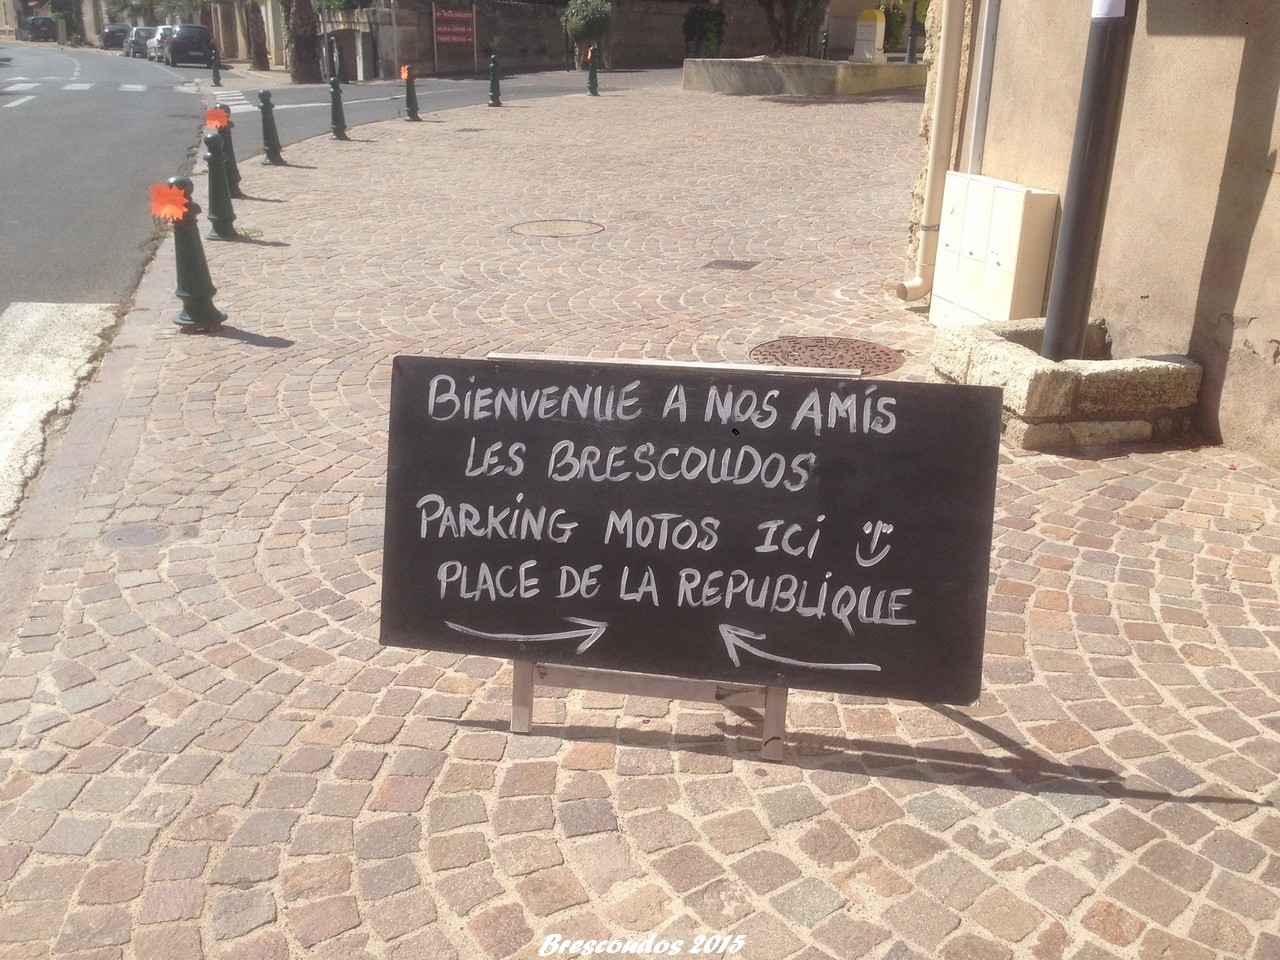 BiENVENUE A NOS AMiS
LES BRESCOUDOS
PARKiNG MOTOS ICi
PLACE DE LA REPUBLiQUE
Brescoudos 2015